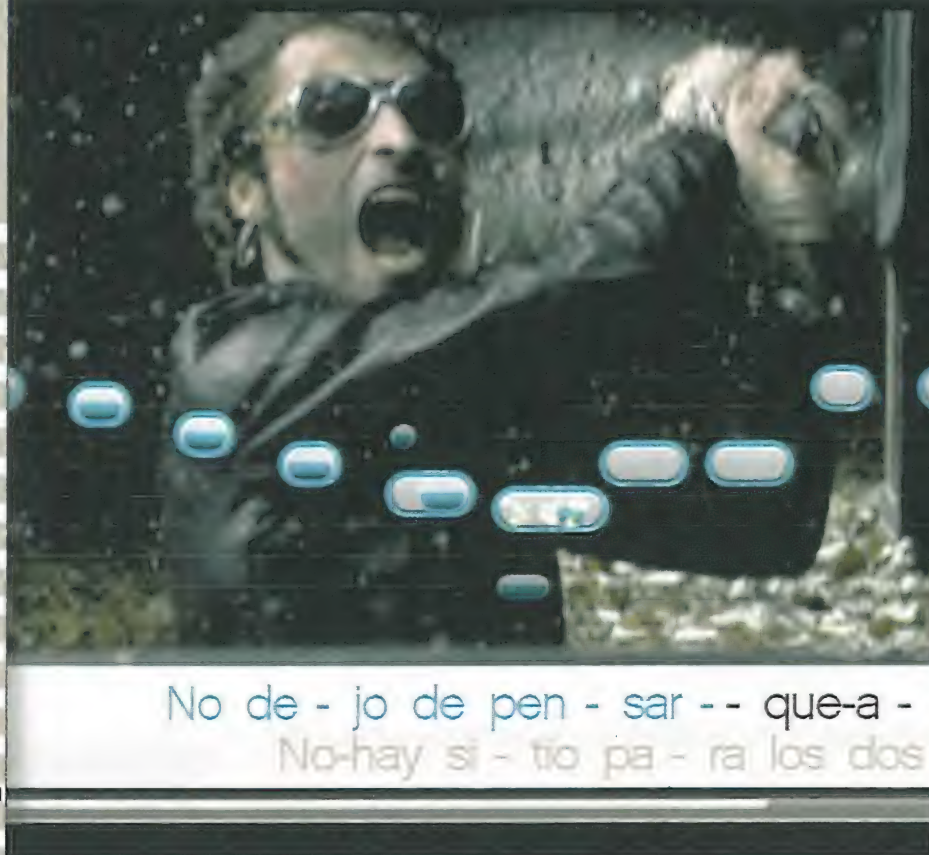 No de - jo de pen - sar - - que-a -
No-hay si - tio pa - ra los dos